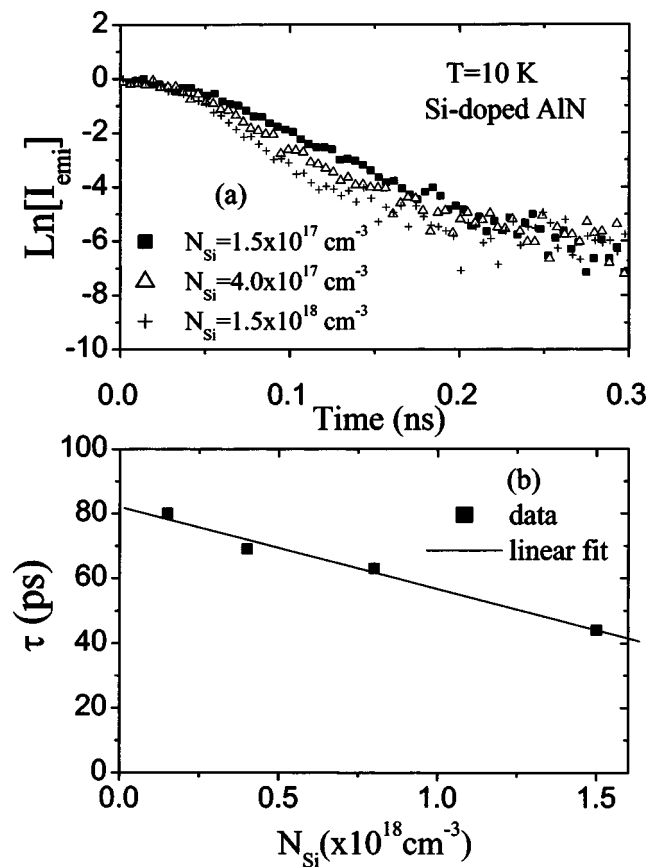 2
0
-2
-4
-6
-8
-10
Ln[I_emi]
T=10 K
Si-doped AlN
(a)
■ N_Si=1.5x10^17 cm^-3
△ N_Si=4.0x10^17 cm^-3
+ N_Si=1.5x10^18 cm^-3
0.0 0.1 0.2 0.3
Time (ns)
100
80
60
40
20
0
τ (ps)
(b)
■ data
linear fit
0.0 0.5 1.0 1.5
N_Si(x10^18cm^-3)